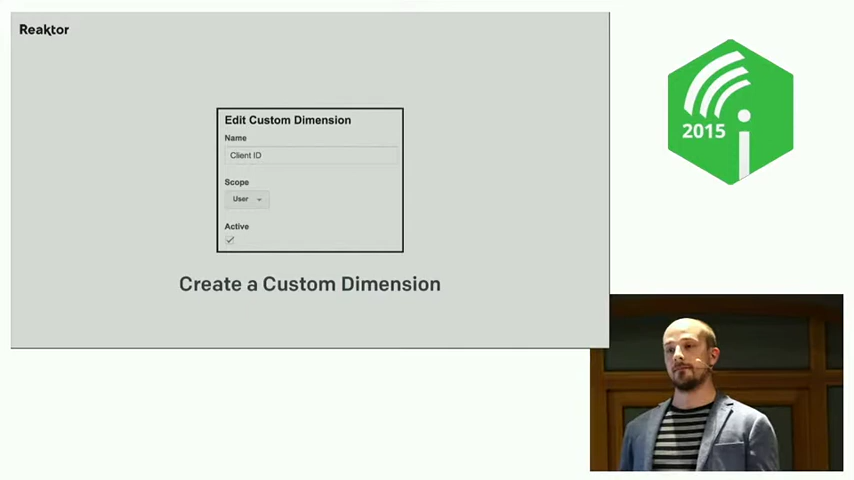 Reaktor
Edit Custom Dimension
Name
Client ID
Scope
User
Active
Create a Custom Dimension
2015
i